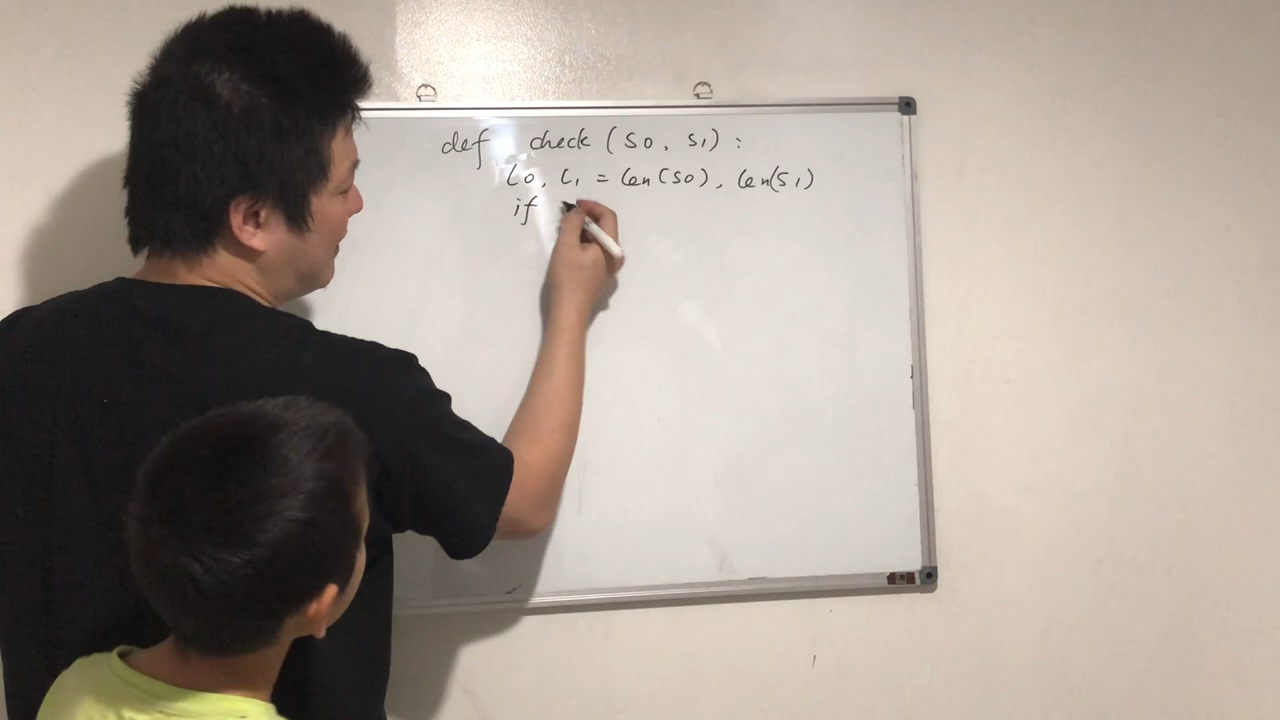 def check (s0, s1):
l0, l1 = len(s0), len(s1)
if